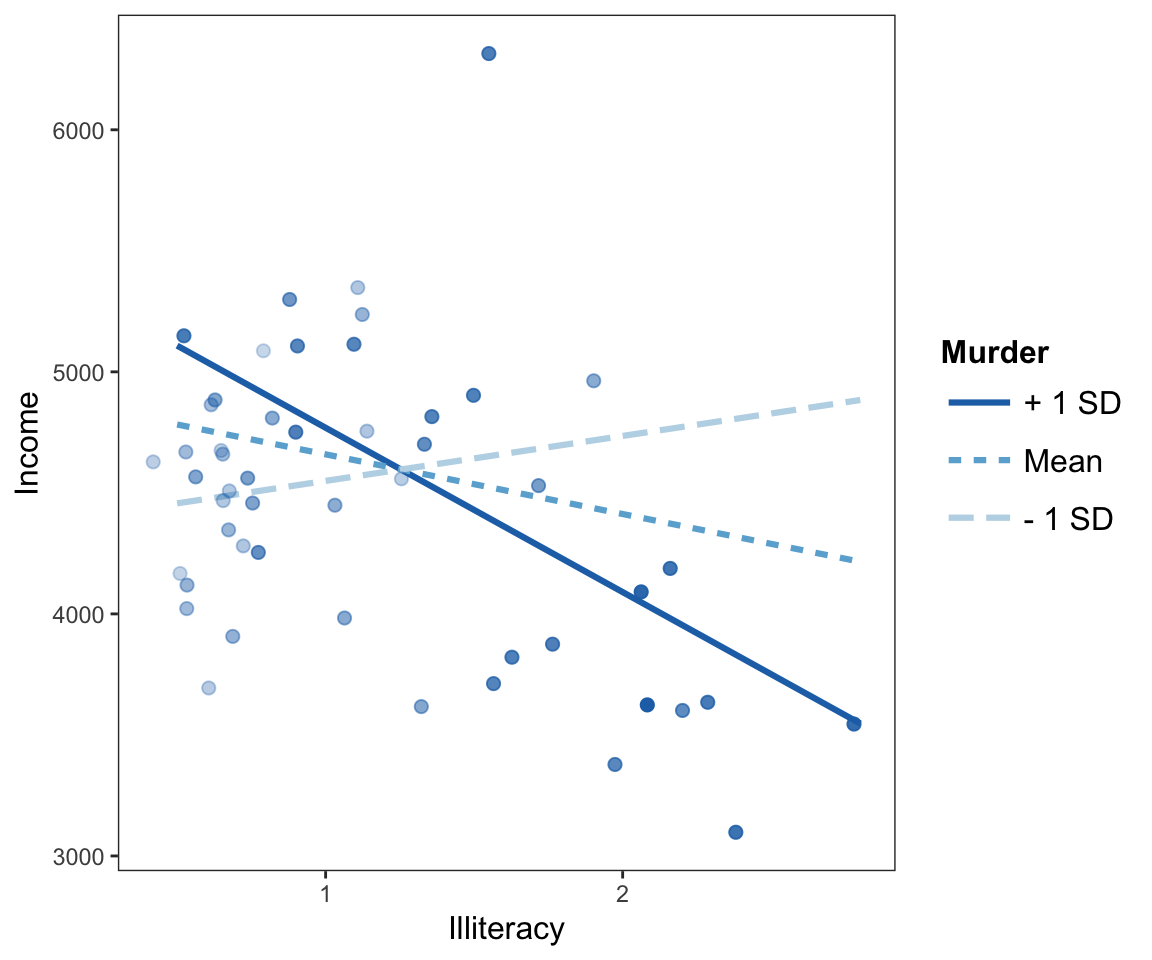 6000
5000
4000
3000
Income
1 2
Illiteracy
Murder
+ 1 SD
Mean
- 1 SD